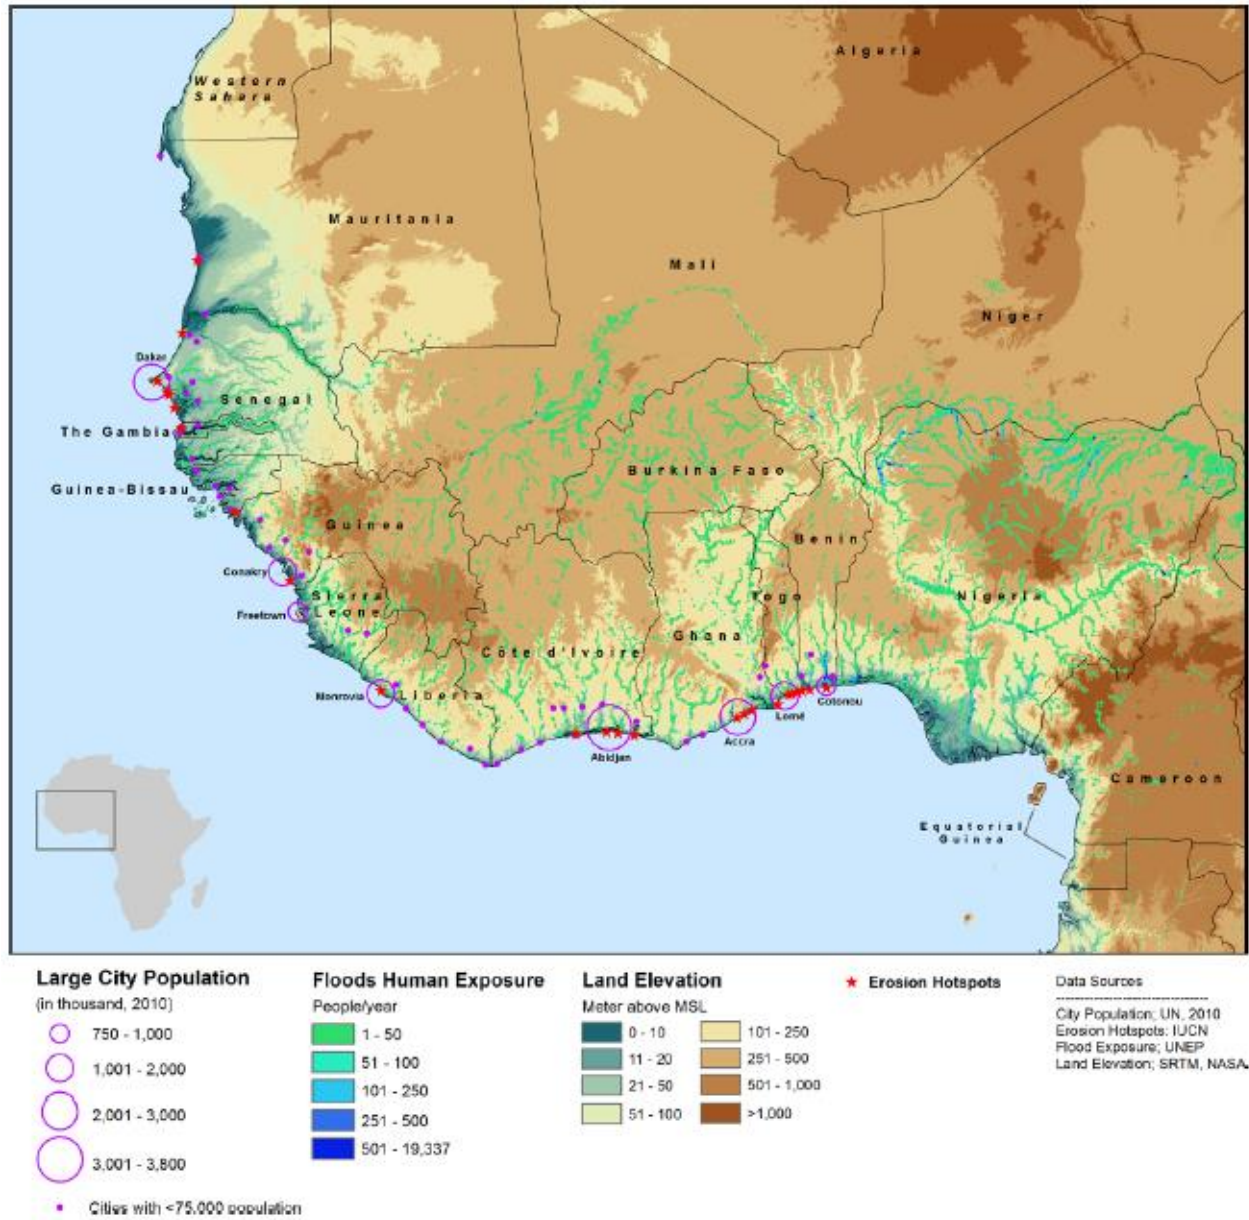 Algeria
Western
Sahara
Mauritania
Mali
Niger
Dakar
Senegal
The Gambia
Burkina Faso
Guinea-Bissau
Guinea
Benin
Conakry
Sierra
Leone
Togo
Nigeria
Freetown
Ghana
Côte d'Ivoire
Monrovia
Liberia
Cotonou
Lomé
Accra
Abidjan
Cameroon
Equatorial
Guinea
Large City Population
(in thousand, 2010)
750 - 1,000
1,001 - 2,000
2,001 - 3,000
3,001 - 3,800
Cities with <75.000 population
Floods Human Exposure
People/year
1 - 50
51 - 100
101 - 250
251 - 500
501 - 19,337
Land Elevation
Meter above MSL
0 - 10
11 - 20
21 - 50
51 - 100
101 - 250
251 - 500
501 - 1,000
>1,000
Erosion Hotspots
Data Sources
----------------------------------
City Population; UN, 2010
Erosion Hotspots: IUCN
Flood Exposure; UNEP
Land Elevation; SRTM, NASA.